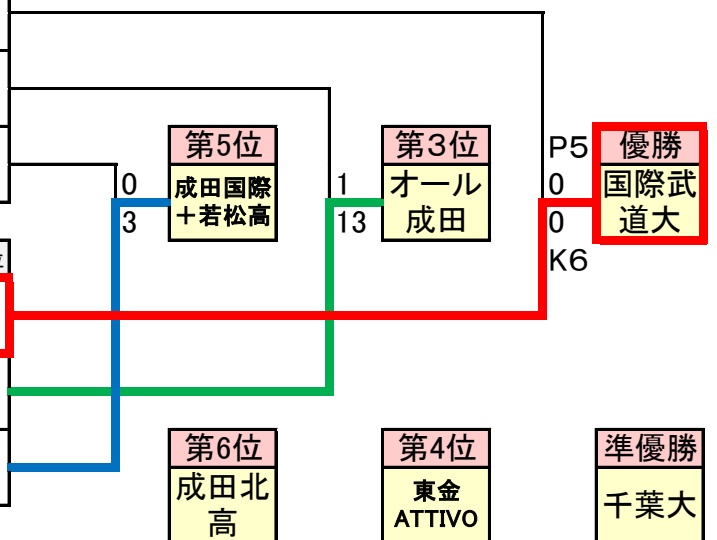 第5位
成田国際
＋若松高
0
3
第３位
オール
成田
1
13
P5
0
0
K6
優勝
国際武
道大
第6位
成田北
高
第4位
東金
ATTIVO
準優勝
千葉大